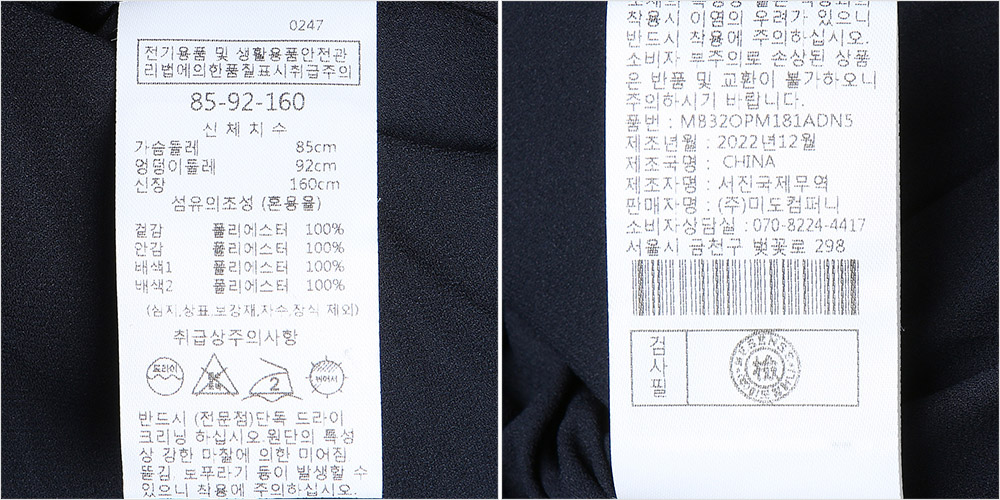 0247
전기용품 및 생활용품안전관
리법에의한품질표시취급주의
85-92-160
신 체 치 수
가슴둘레 85cm
엉덩이둘레 92cm
신장 160cm
섬유의조성 (혼용율)
겉감 폴리에스터 100%
안감 폴리에스터 100%
배색1 폴리에스터 100%
배색2 폴리에스터 100%
(심지,상표,보강재,자수,장식 제외)
취급상주의사항
드라이
2
반드시 (전문점)단독 드라이
크리닝 하십시오.원단의 특성
상 강한 마찰에 의한 미어짐
뜯김 보푸라기 등이 발생할 수
있으니 착용에 주의하십시오.
착용시 이염의 우려가 있으니
반드시 착용에 주의하십시오.
소비자 부주의로 손상된 상품
은 반품 및 교환이 불가하오니
주의하시기 바랍니다.
품번 : MB32OPM181ADN5
제조년월 : 2022년12월
제조국명 : CHINA
제조자명 : 서진국제무역
판매자명 : (주)미도컴퍼니
소비자상담실 : 070-8224-4417
서울시 금천구 벚꽃로 298
검
사
필
檢